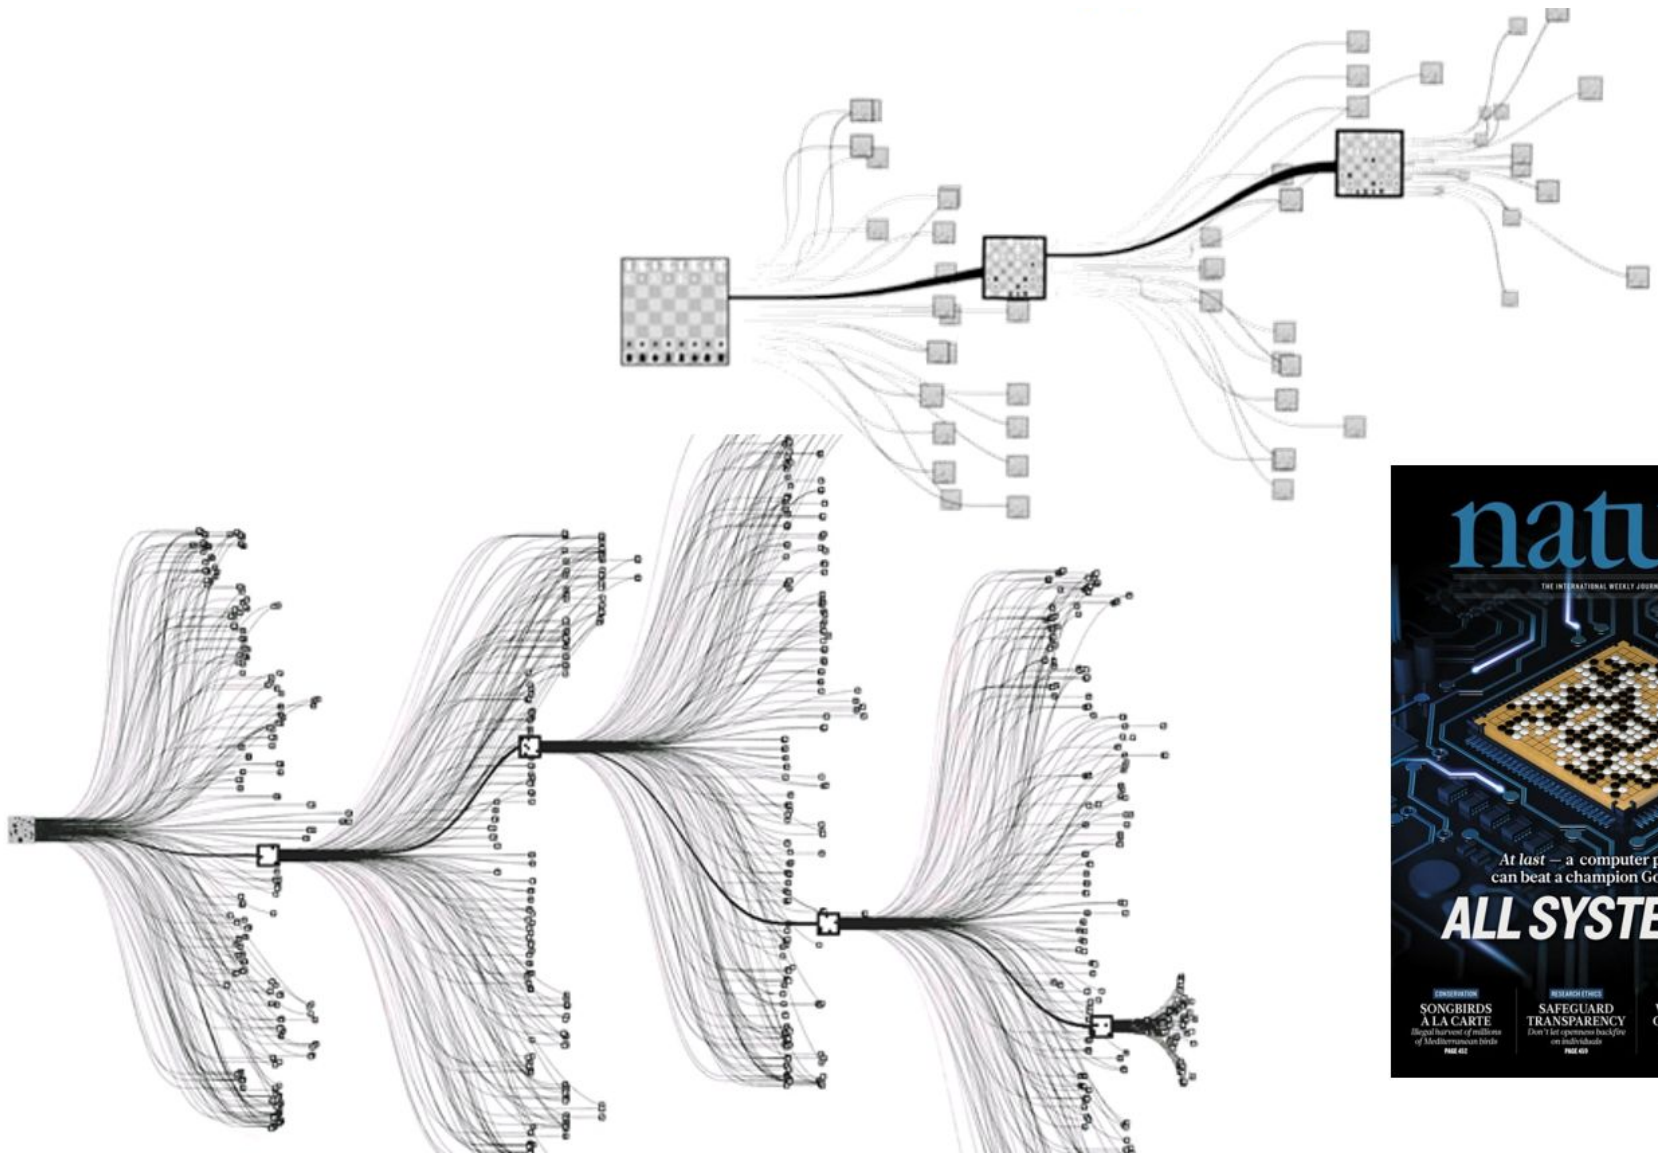 natu
THE INTERNATIONAL WEEKLY JOURN
At last – a computer p
can beat a champion Go
ALL SYSTE
CONSERVATION
SONGBIRDS
À LA CARTE
Illegal harvest of millions
of Mediterranean birds
PAGE 452
RESEARCH ETHICS
SAFEGUARD
TRANSPARENCY
Don't let openness backfire
on individuals
PAGE 459